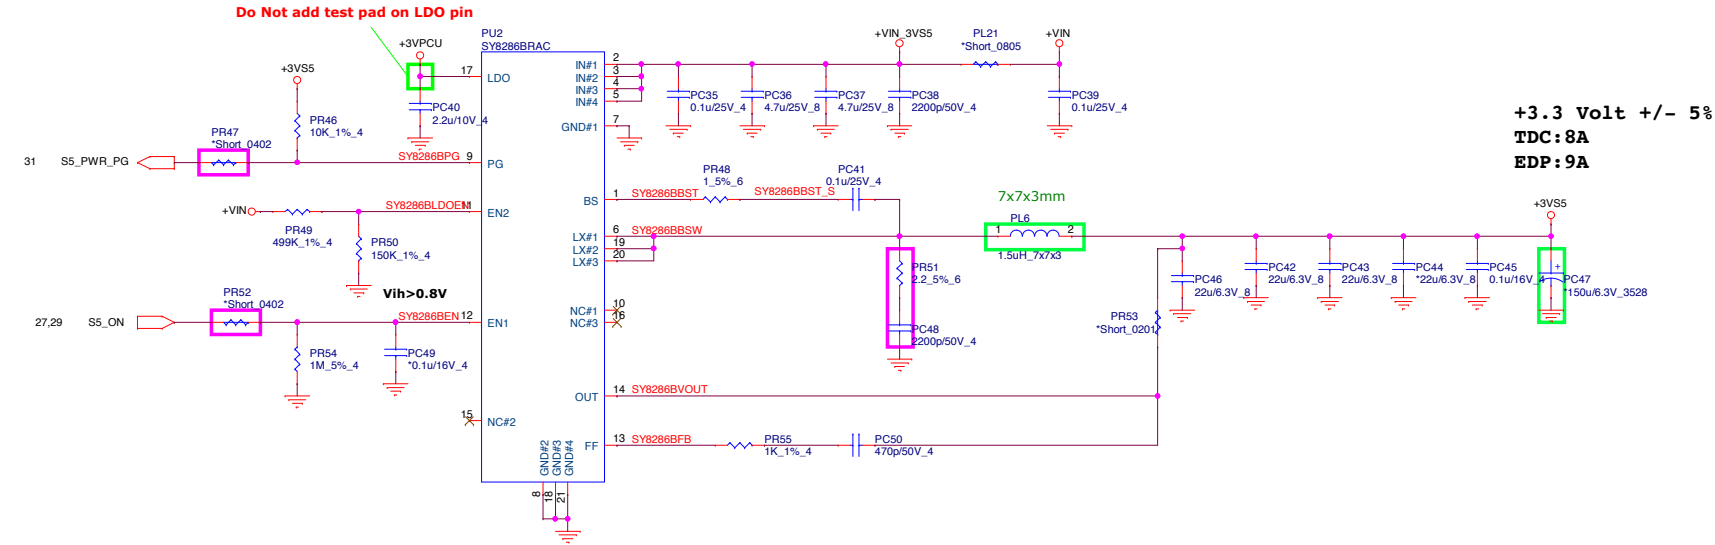 Do Not add test pad on LDO pin
+3VPCU
PU2
SY8286BRAC
17
LDO
PC40
2.2u/10V_4
+3VS5
PR46
10K_1%_4
PR47
*Short_0402
31
S5_PWR_PG
SY8286BPG
9
PG
+VIN
PR49
499K_1%_4
SY8286BLDOEN
11
EN2
PR50
150K_1%_4
PR52
*Short_0402
Vih>0.8V
27,29
S5_ON
SY8286BEN
12
EN1
PR54
1M_5%_4
PC49
*0.1u/16V_4
15
NC#2
IN#1
2
IN#2
3
IN#3
4
IN#4
5
GND#1
7
+VIN_3VS5
PL21
*Short_0805
+VIN
PC35
0.1u/25V_4
PC36
4.7u/25V_8
PC37
4.7u/25V_8
PC38
2200p/50V_4
PC39
0.1u/25V_4
+3.3 Volt +/- 5%
TDC:8A
EDP:9A
BS
1
SY8286BBST
PR48
1_5%_6
SY8286BBST_S
PC41
0.1u/25V_4
7x7x3mm
PL6
1
2
1.5uH_7x7x3
LX#1
6
SY8286BBSW
LX#2
19
LX#3
20
PR51
2.2_5%_6
PC48
2200p/50V_4
NC#1
10
NC#3
16
+3VS5
PC46
22u/6.3V_8
PC42
22u/6.3V_8
PC43
22u/6.3V_8
PC44
*22u/6.3V_8
PC45
0.1u/16V_4
+
PC47
*150u/6.3V_3528
PR53
*Short_0201
OUT
14
SY8286BVOUT
FF
13
SY8286BFB
PR55
1K_1%_4
PC50
470p/50V_4
GND#2
GND#3
GND#4
8
18
21